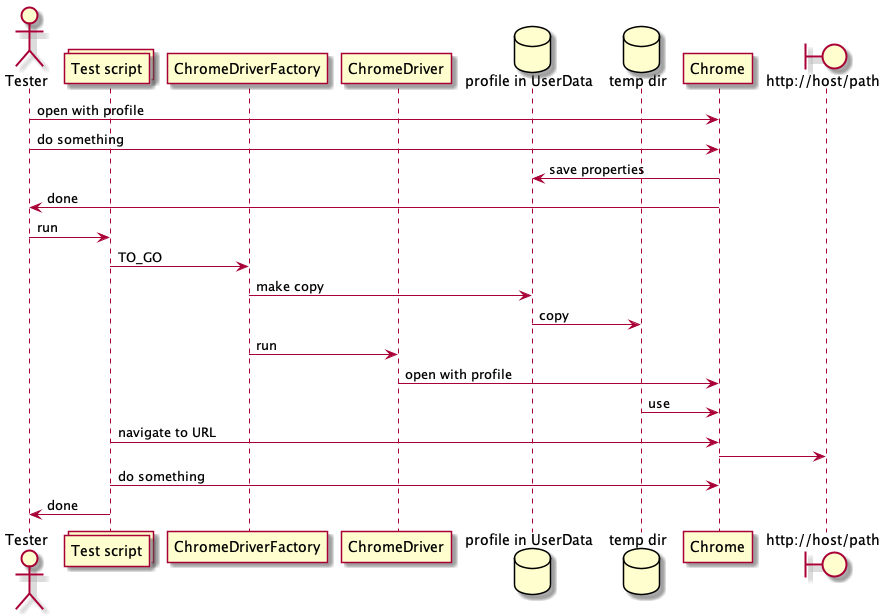 Tester
Test script
ChromeDriverFactory
ChromeDriver
profile in UserData
temp dir
Chrome
http://host/path
open with profile
do something
save properties
done
run
TO_GO
make copy
copy
run
open with profile
use
navigate to URL
do something
done
Tester
Test script
ChromeDriverFactory
ChromeDriver
profile in UserData
temp dir
Chrome
http://host/path